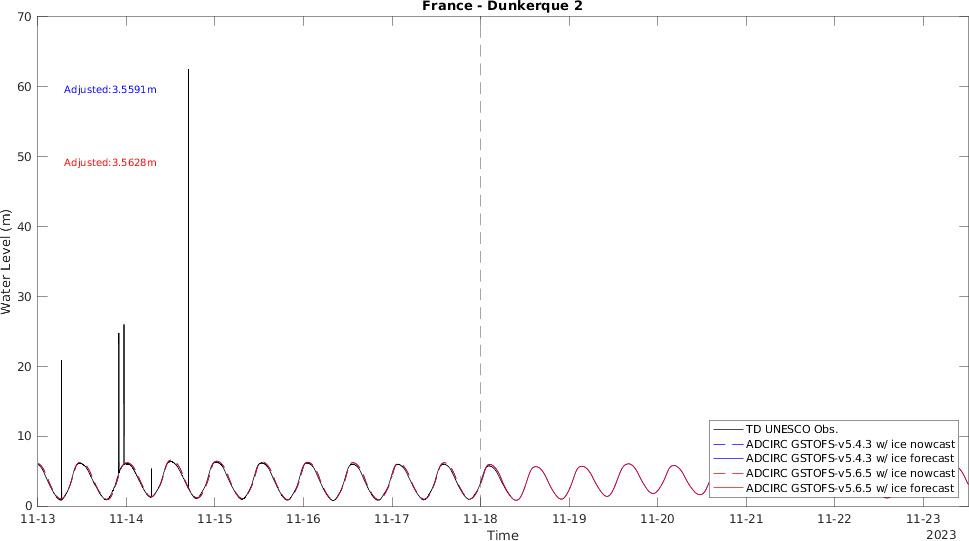 France - Dunkerque 2
70
60
50
40
30
20
10
0
Water Level (m)
Adjusted:3.5591m
Adjusted:3.5628m
TD UNESCO Obs.
ADCIRC GSTOFS-v5.4.3 w/ ice nowcast
ADCIRC GSTOFS-v5.4.3 w/ ice forecast
ADCIRC GSTOFS-v5.6.5 w/ ice nowcast
ADCIRC GSTOFS-v5.6.5 w/ ice forecast
11-13 11-14 11-15 11-16 11-17 11-18 11-19 11-20 11-21 11-22 11-23
Time
2023